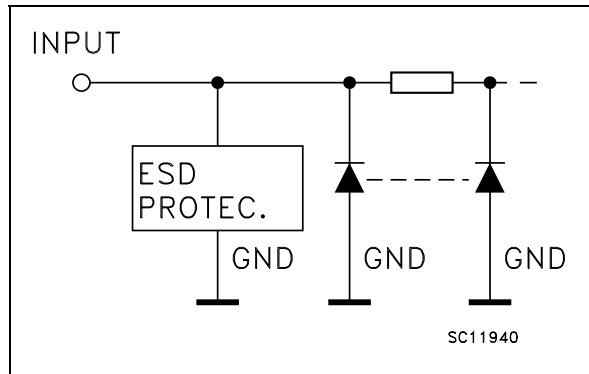 INPUT
ESD
PROTEC.
GND
GND
GND
SC11940